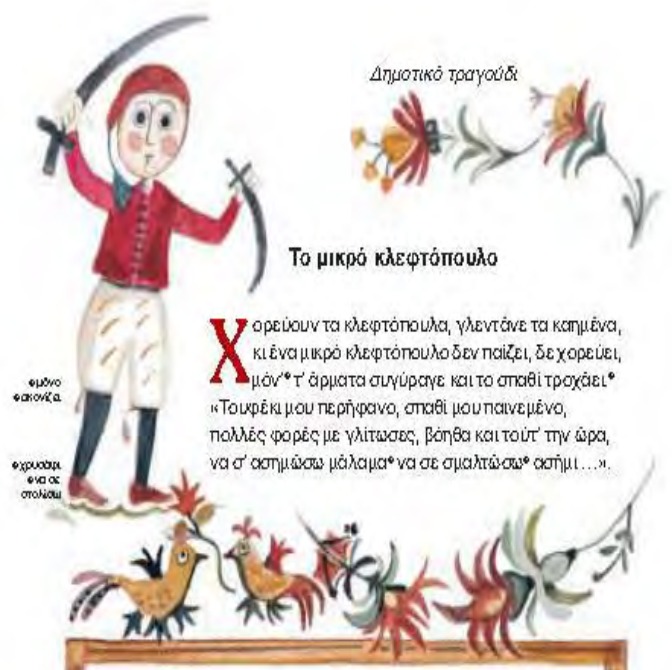 Δημοτικό τραγούδι
Το μικρό κλεφτόπουλο
Χορεύουν τα κλεφτόπουλα, γλεντάνε τα καημένα,
κι ένα μικρό κλεφτόπουλο δεν παίζει, δε χορεύει,
μόν' τ' άρματα συγύραγε και το σπαθί τροχάει
«Τουφέκι μου περήφανο, σπαθί μου παινεμένο,
πολλές φορές με γλίτωσες, βόηθα και τούτ' την ώρα,
να σ' ασημώσω μάλαμα να σε σμαλτώσω ασήμι...».
μόνο
ακονίζει
χρυσάφι
να σε
στολίσω